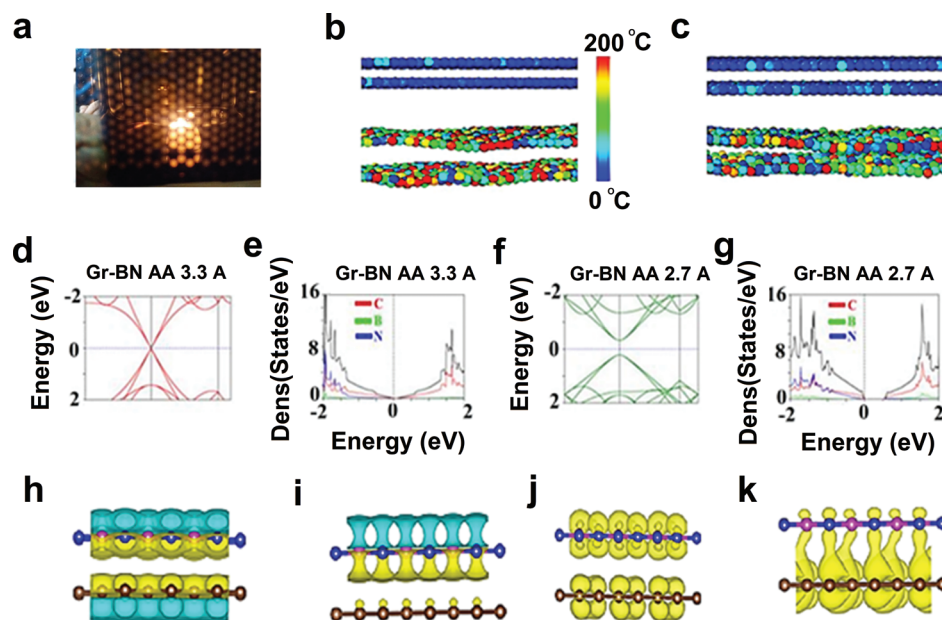 a
b
c
200 °C
0 °C
d
e
f
g
Gr-BN AA 3.3 A
Gr-BN AA 3.3 A
Gr-BN AA 2.7 A
Gr-BN AA 2.7 A
Energy (eV)
-2
0
2
Dens(States/eV)
16
8
0
C
B
N
-2
0
2
Energy (eV)
Energy (eV)
-2
0
2
Dens(States/eV)
16
8
0
C
B
N
-2
0
2
Energy (eV)
h
i
j
k